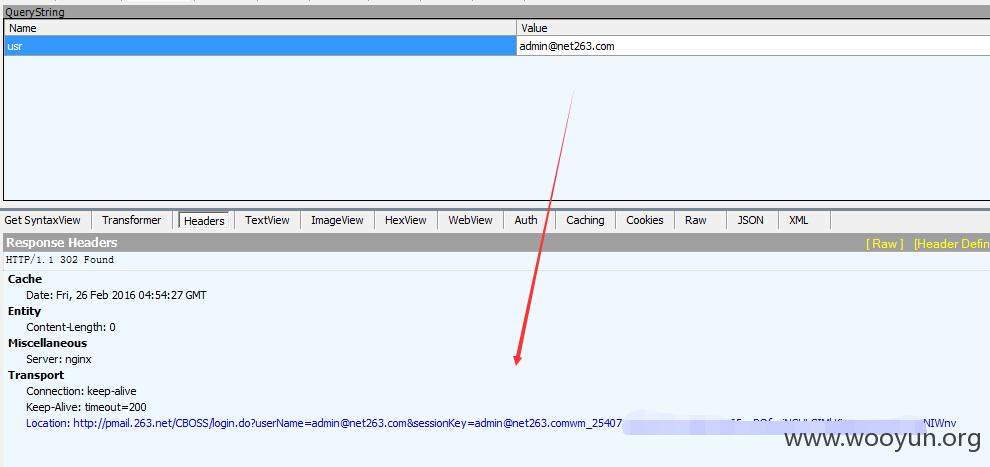 QueryString
Name Value
usr admin@net263.com
Get SyntaxView Transformer Headers TextView ImageView HexView WebView Auth Caching Cookies Raw JSON XML
Response Headers [ Raw ] [Header Defin
HTTP/1.1 302 Found
Cache
Date: Fri, 26 Feb 2016 04:54:27 GMT
Entity
Content-Length: 0
Miscellaneous
Server: nginx
Transport
Connection: keep-alive
Keep-Alive: timeout=200
Location: http://pmail.263.net/CBOSS/login.do?userName=admin@net263.com&sessionKey=admin@net263.comwm_25407 NIWnv
www.wooyun.org